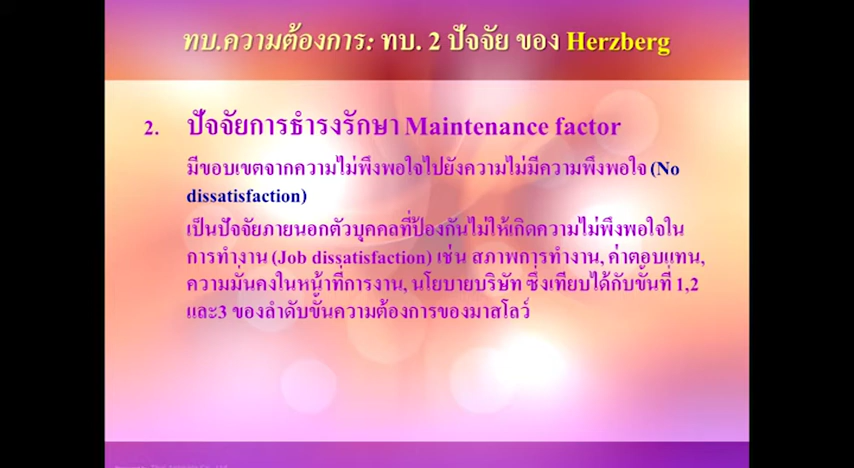 ทบ.ความต้องการ: ทบ. 2 ปัจจัย ของ Herzberg
2. ปัจจัยการธำรงรักษา Maintenance factor
มีขอบเขตจากความไม่พึงพอใจไปยังความไม่มีความพึงพอใจ (No
dissatisfaction)
เป็นปัจจัยภายนอกตัวบุคคลที่ป้องกันไม่ให้เกิดความไม่พึงพอใจใน
การทำงาน (Job dissatisfaction) เช่น สภาพการทำงาน, ค่าตอบแทน,
ความมั่นคงในหน้าที่การงาน, นโยบายบริษัท ซึ่งเทียบได้กับขั้นที่ 1,2
และ3 ของลำดับขั้นความต้องการของมาสโลว์